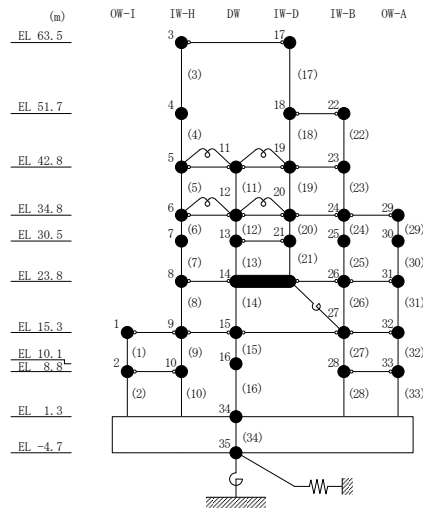 (m) OW-I IW-H DW IW-D IW-B OW-A
EL 63.5 3 17
(3) (17)
EL 51.7 4 18 22
(4) (18) (22)
EL 42.8 5 11 19 23
(5) (11) (19) (23)
EL 34.8 6 12 20 24 29
(6) (12) (20) (24) (29)
EL 30.5 7 13 21 25 30
(7) (13) (21) (25) (30)
EL 23.8 8 14 26 31
(8) (14) (26) (31)
27
EL 15.3 1 9 15 32
(1) (9) (15) (27) (32)
EL 10.1 16
EL 8.8 2 10 28 33
(2) (10) (16) (28) (33)
EL 1.3 34
(34)
EL -4.7 35